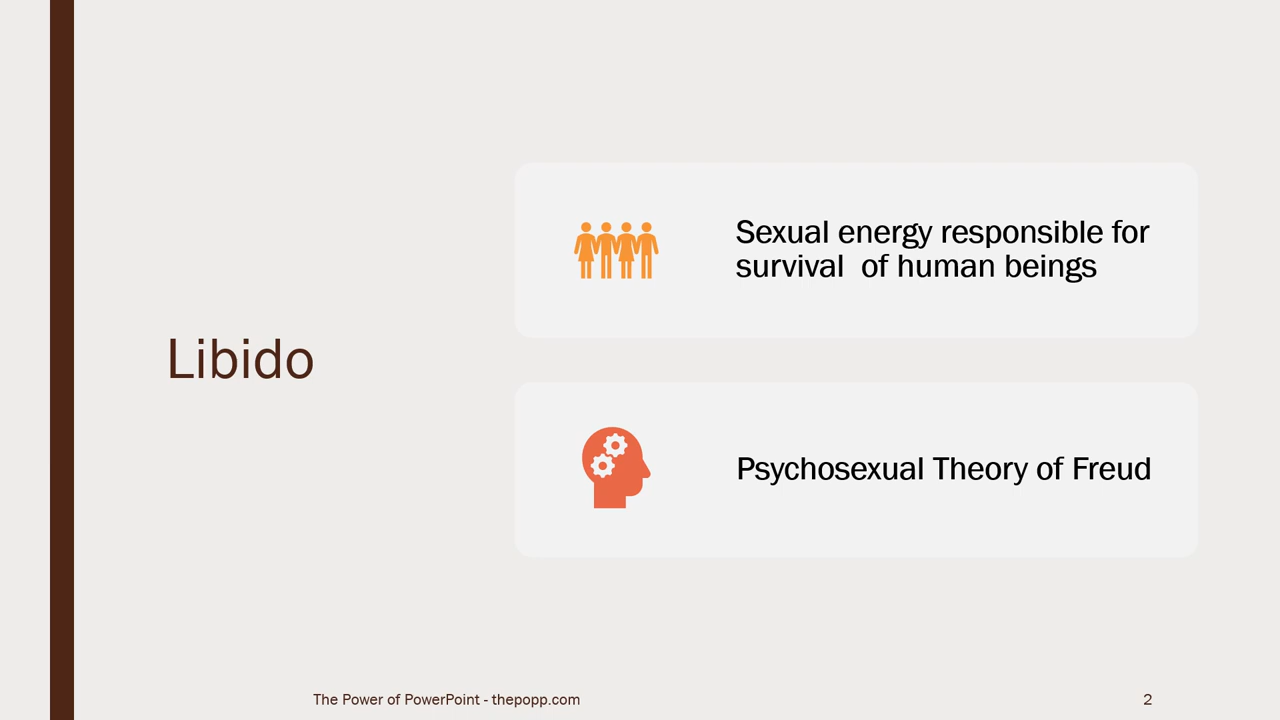 Libido
Sexual energy responsible for
survival  of human beings
Psychosexual Theory of Freud
The Power of PowerPoint - thepopp.com
2